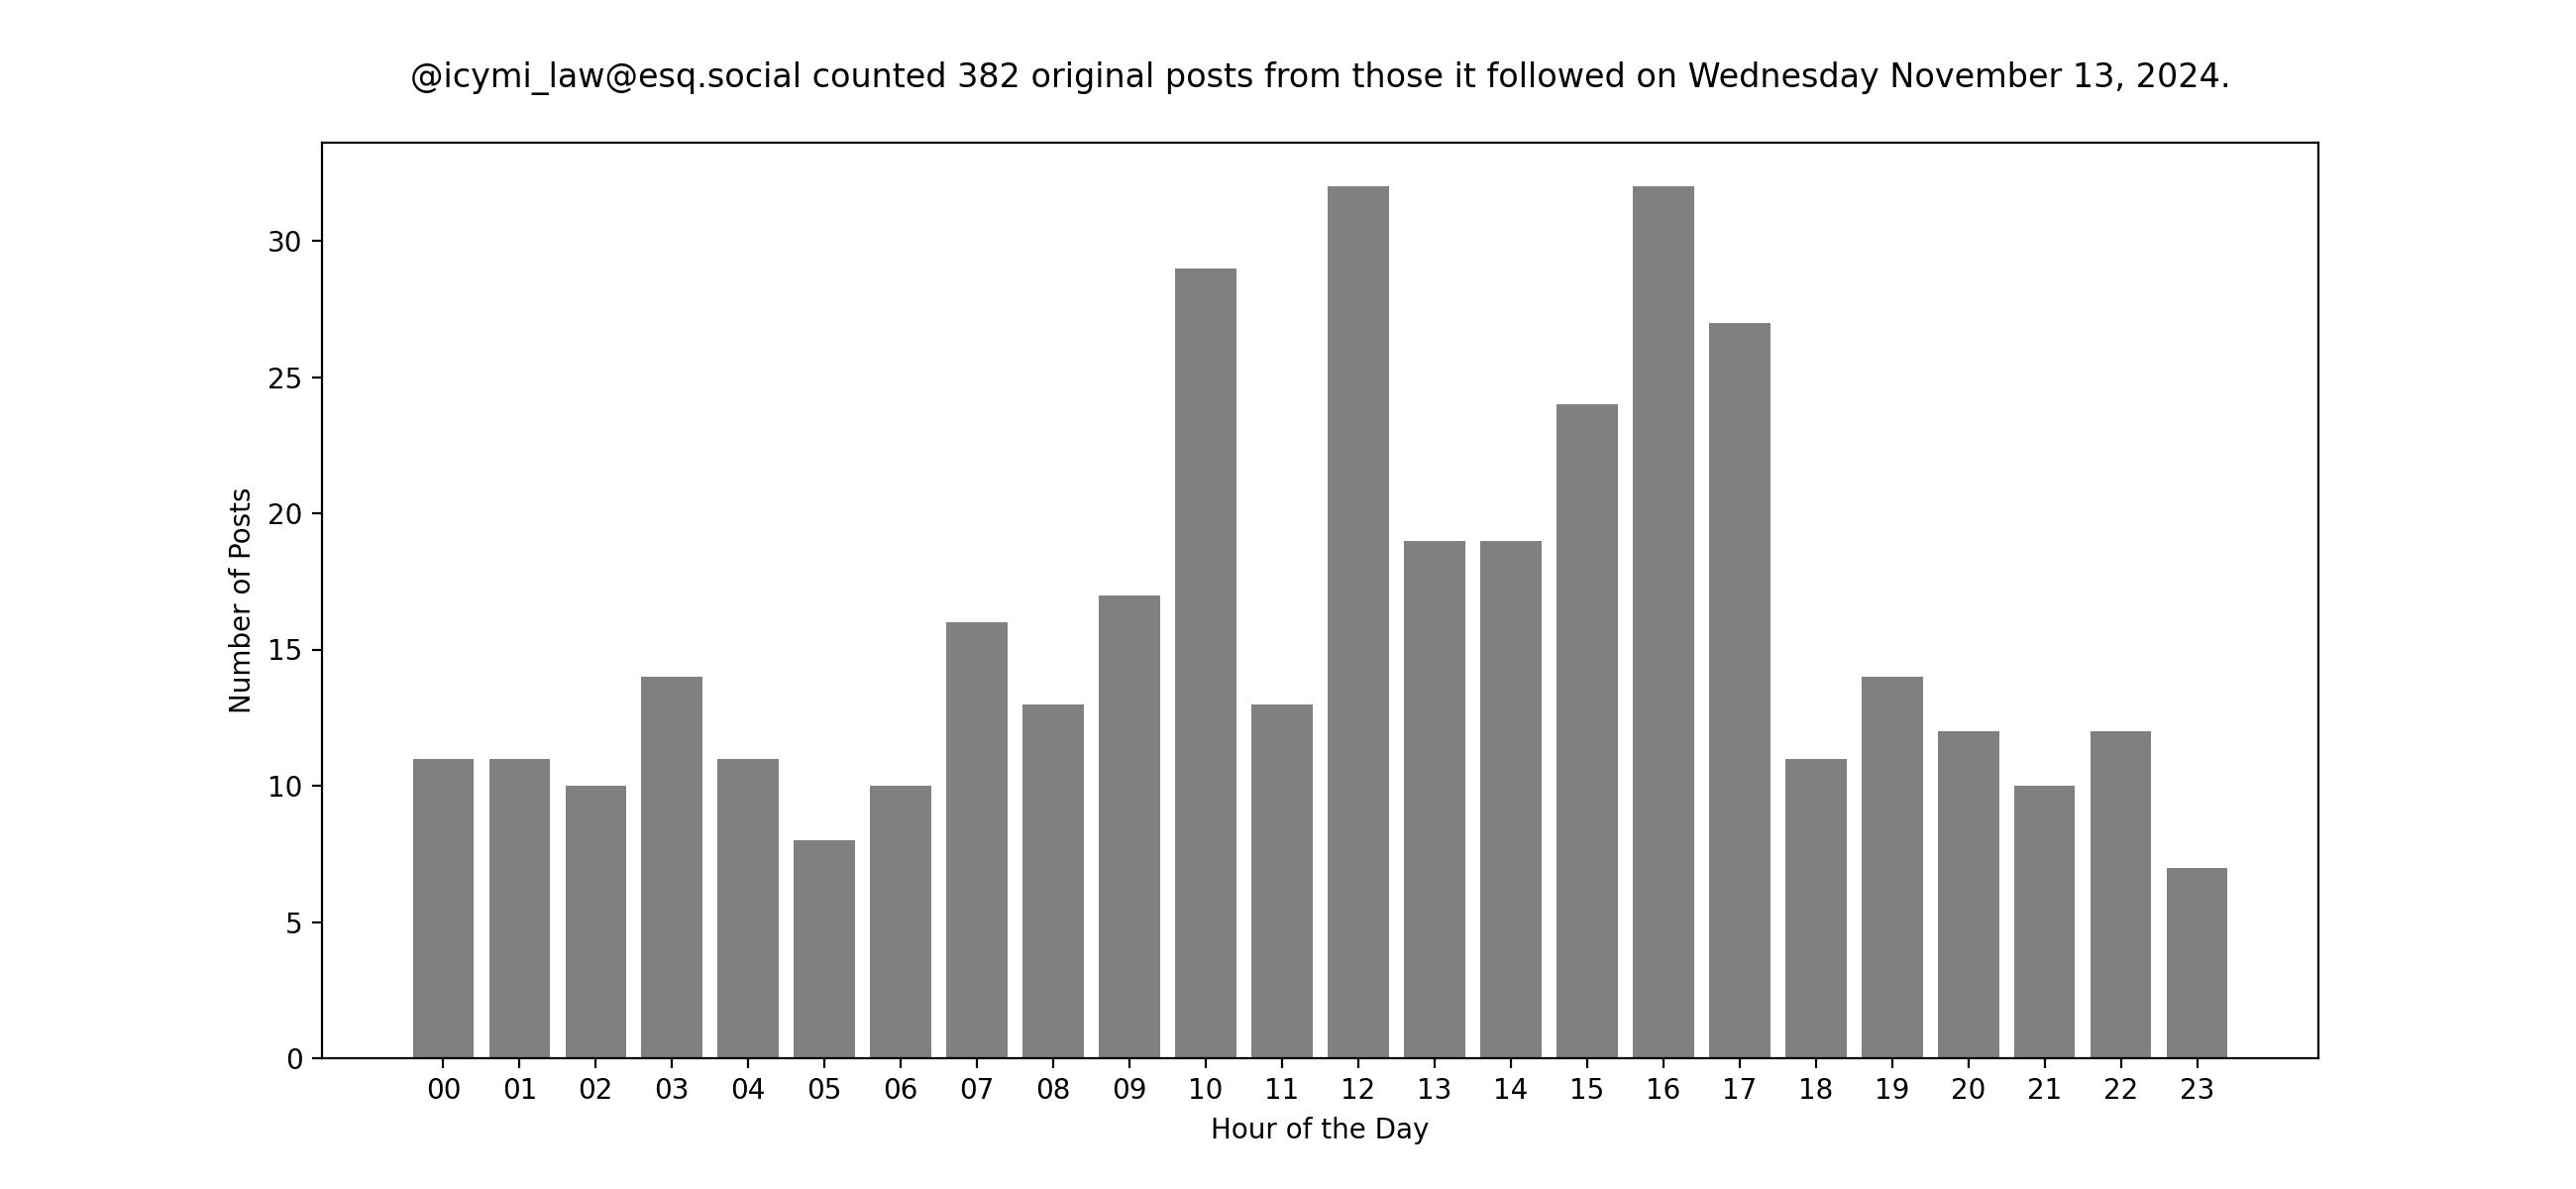 @icymi_law@esq.social counted 382 original posts from those it followed on Wednesday November 13, 2024.
30
25
20
15
10
5
0
Number of Posts
00 01 02 03 04 05 06 07 08 09 10 11 12 13 14 15 16 17 18 19 20 21 22 23
Hour of the Day